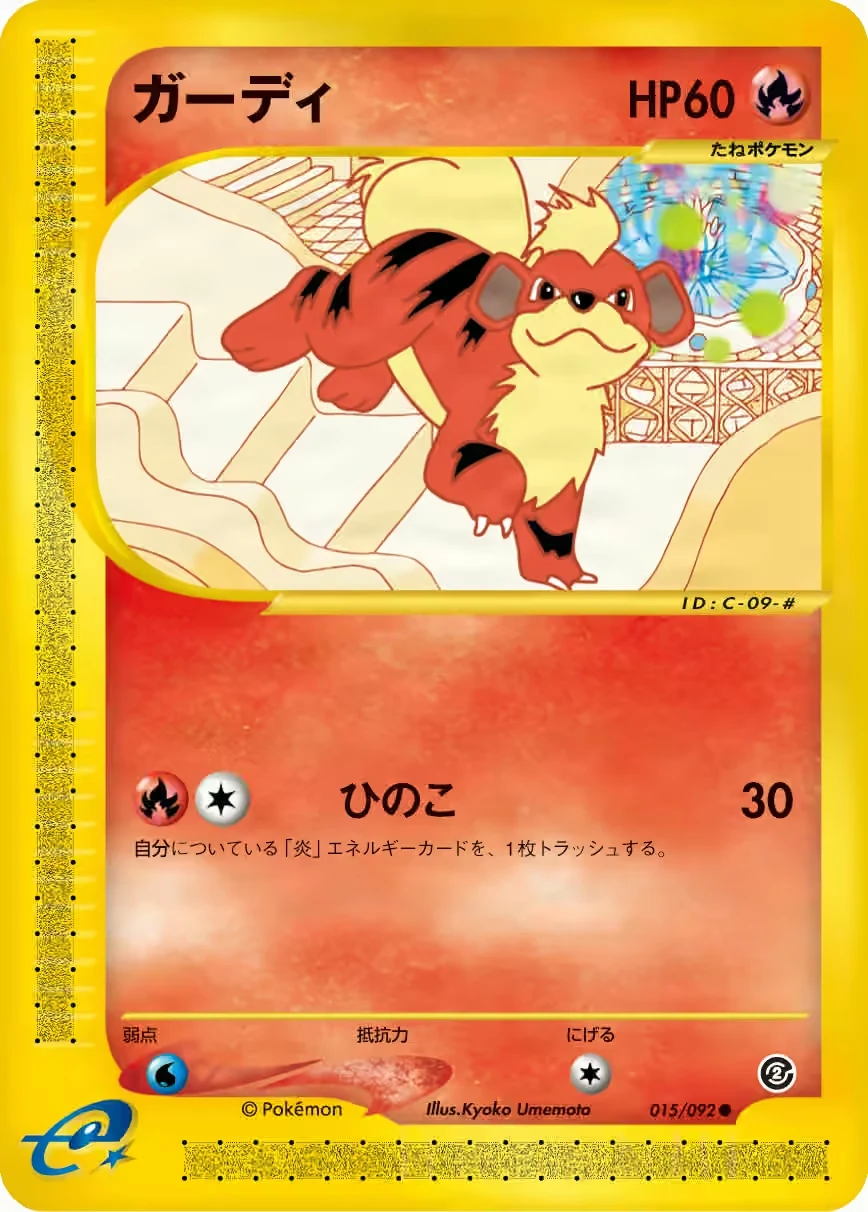 ガーディ
HP60
たねポケモン
ID:C-09-#
ひのこ 30
自分についている「炎」エネルギーカードを、1枚トラッシュする。
弱点 抵抗力 にげる
2
© Pokémon Illus.Kyoko Umemoto 015/092●
e